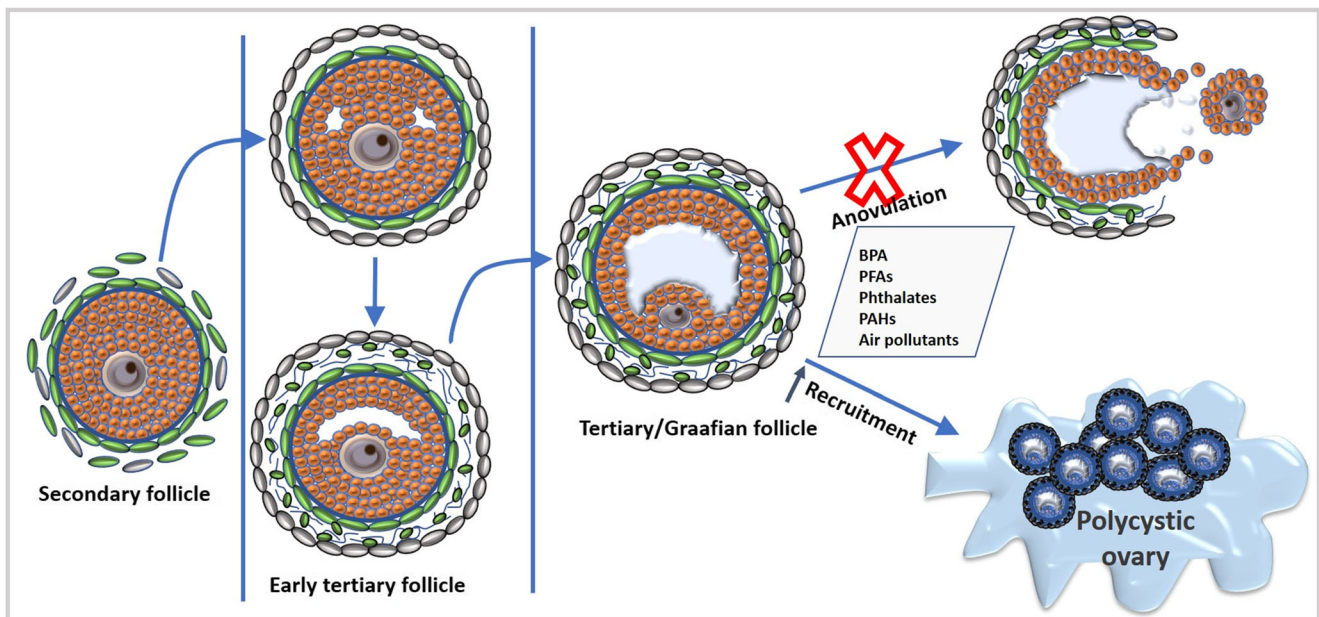 Secondary follicle
Early tertiary follicle
Tertiary/Graafian follicle
Anovulation
BPA
PFAs
Phthalates
PAHs
Air pollutants
Recruitment
Polycystic
ovary